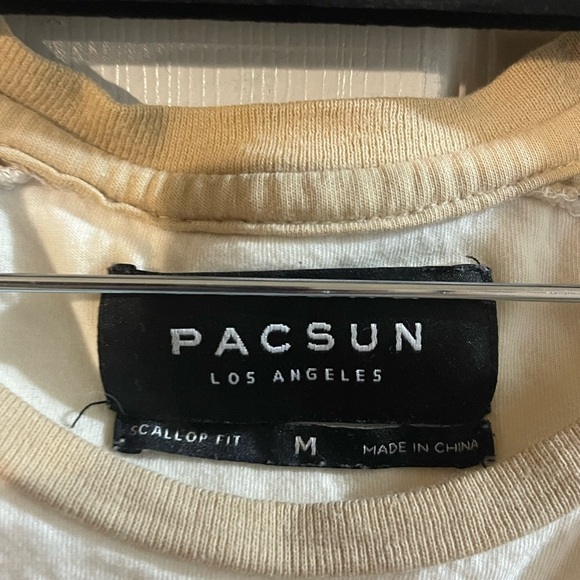 PACSUN
LOS ANGELES
SCALLOP FIT M MADE IN CHINA